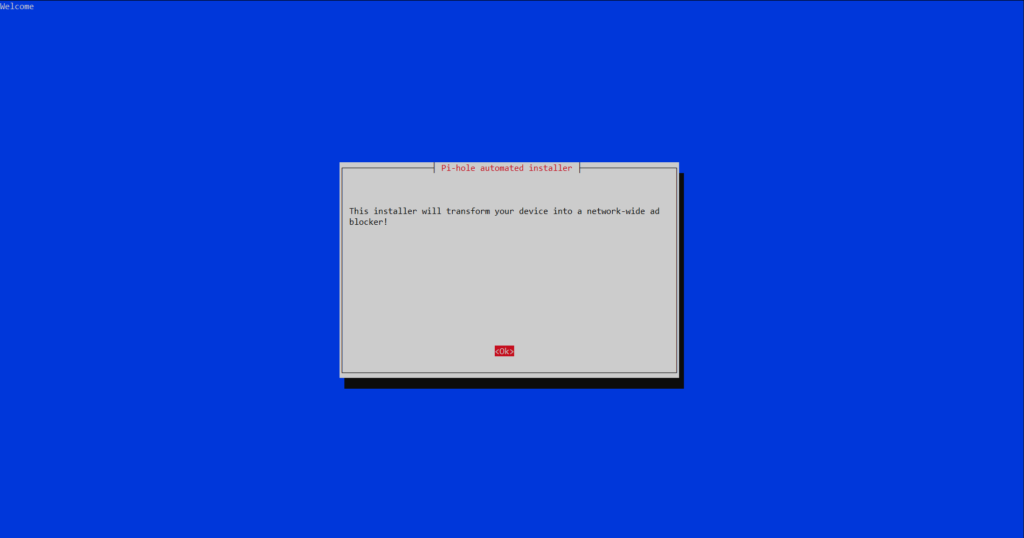 Welcome
Pi-hole automated installer
This installer will transform your device into a network-wide ad
blocker!
<Ok>